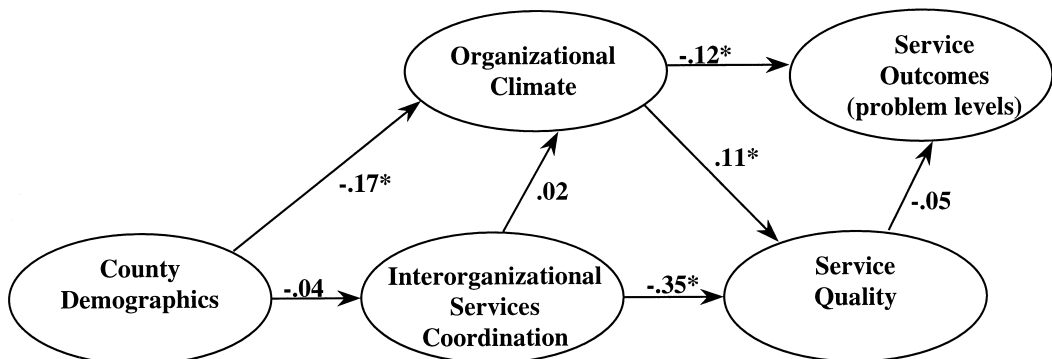 Organizational
Climate
-.12*
Service
Outcomes
(problem levels)
-.17*
.02
.11*
-.05
County
Demographics
-.04
Interorganizational
Services
Coordination
-.35*
Service
Quality